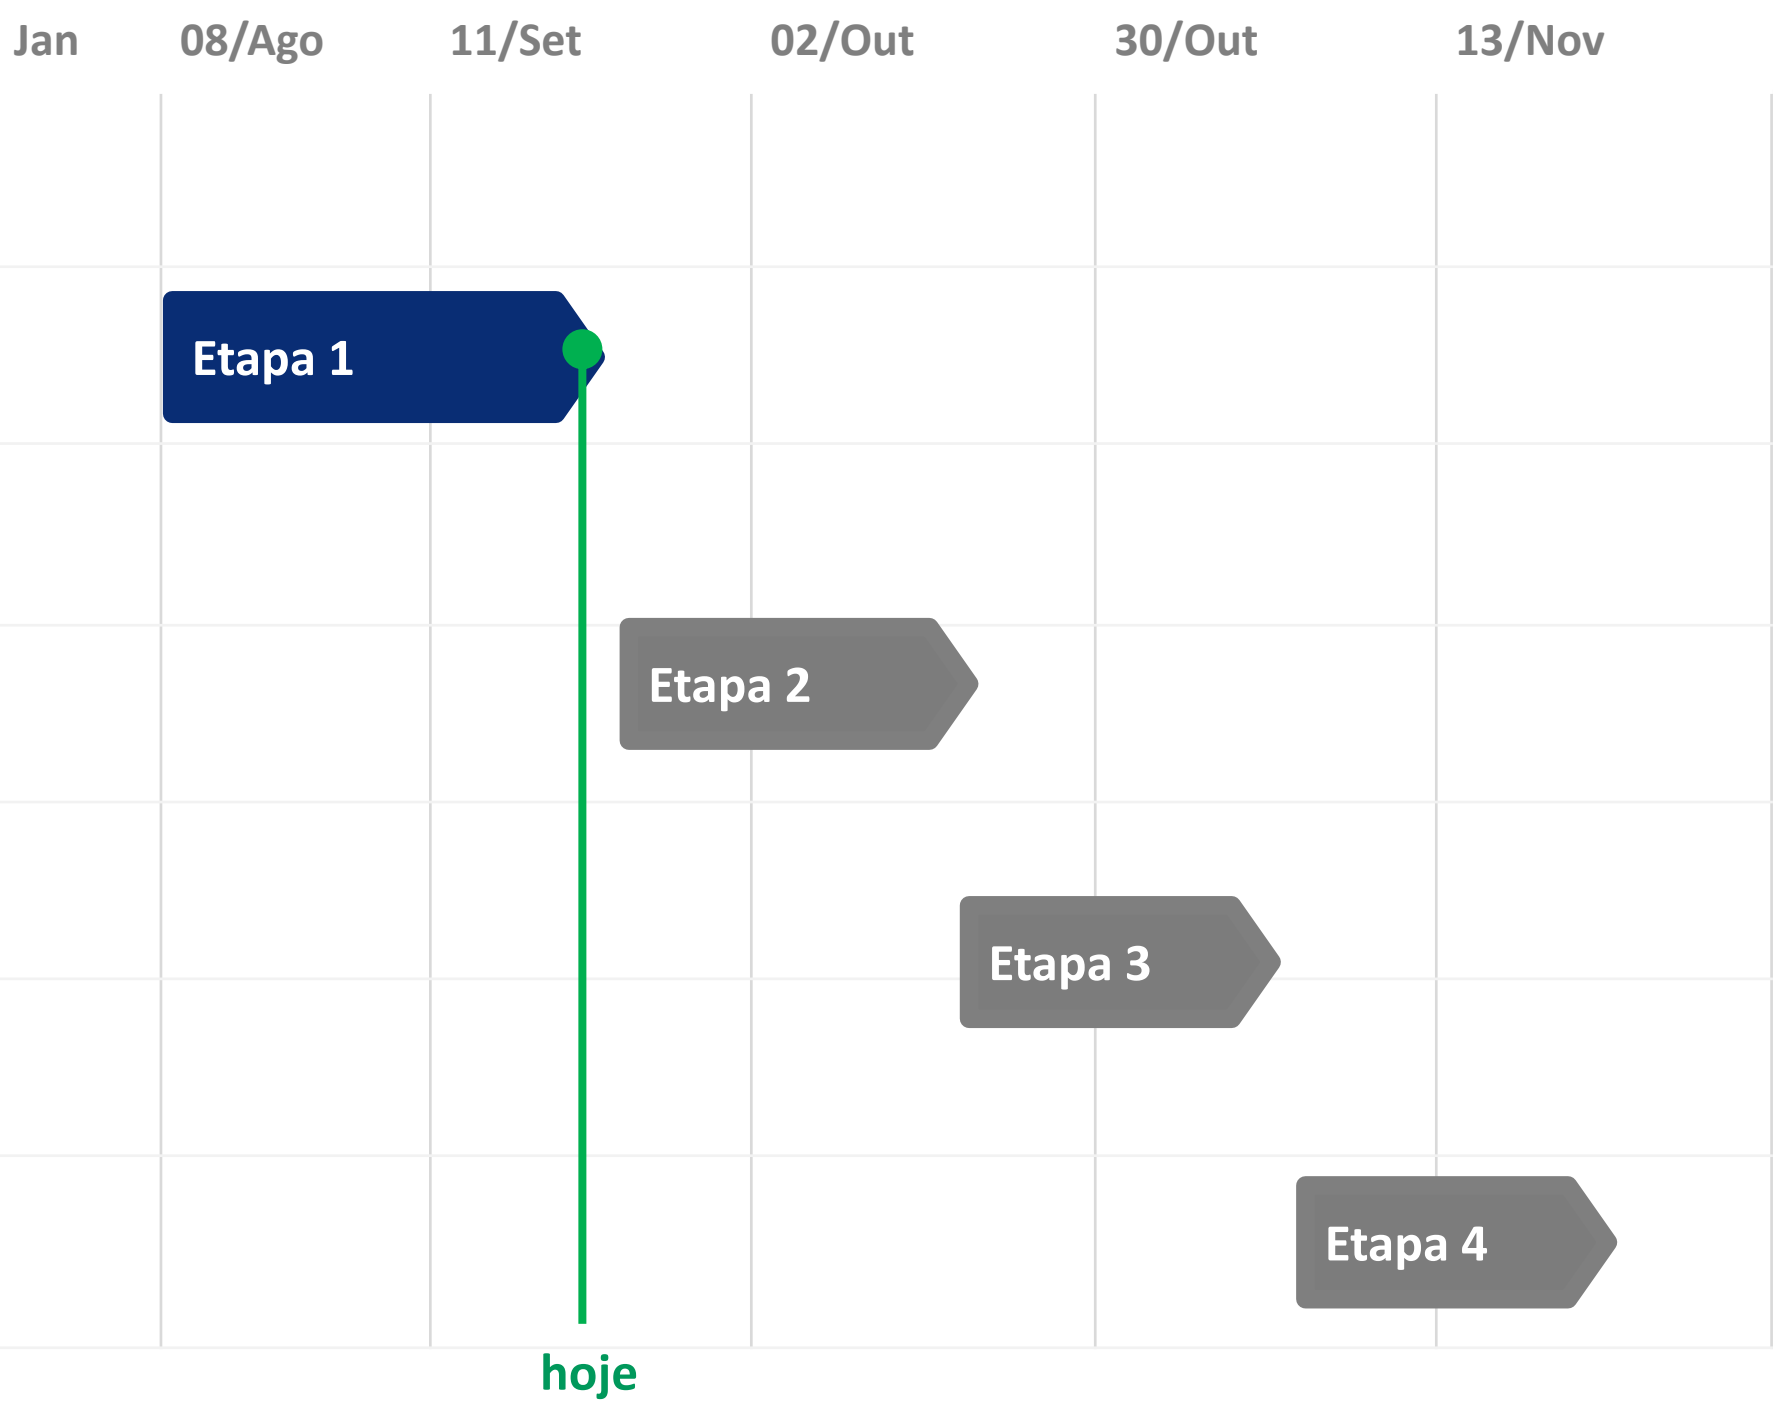 Jan 08/Ago 11/Set 02/Out 30/Out 13/Nov
Etapa 1
Etapa 2
Etapa 3
Etapa 4
hoje